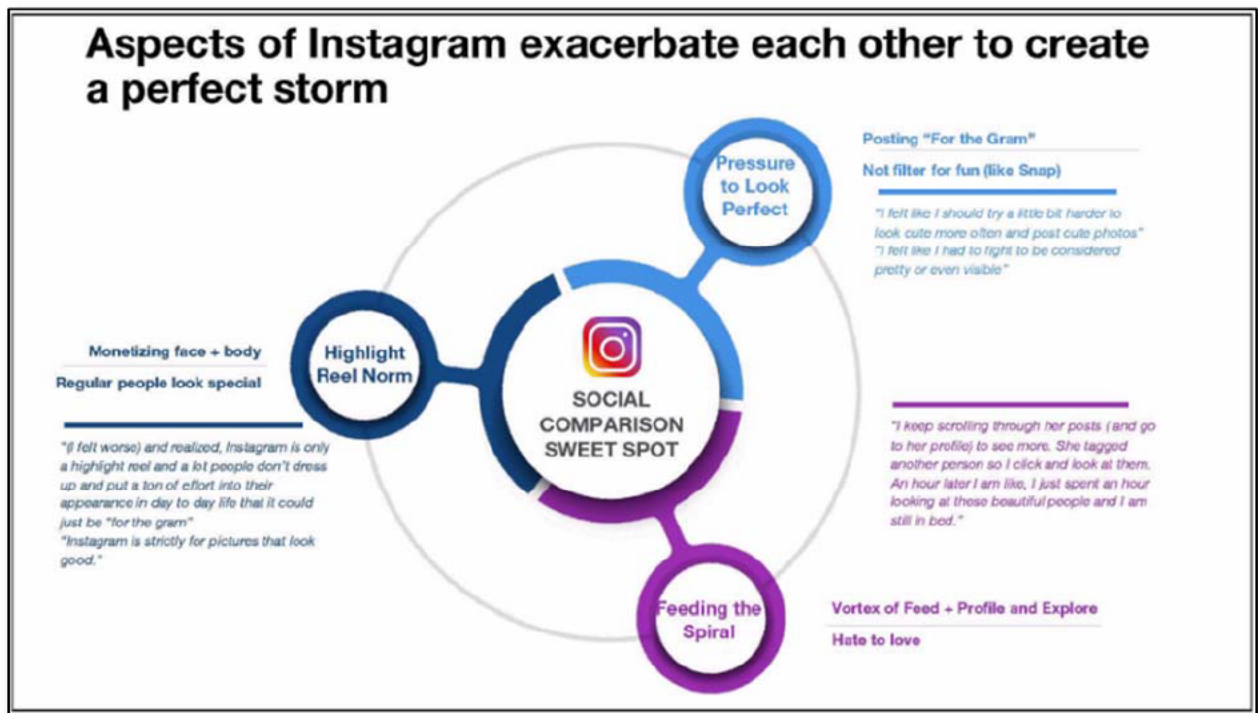 Aspects of Instagram exacerbate each other to create
a perfect storm
Pressure
to Look
Perfect
Posting "For the Gram"
Not filter for fun (like Snap)
"I felt like I should try a little bit harder to
look cute more often and post cute photos"
"I felt like I had to fight to be considered
pretty or even visible"
Highlight
Reel Norm
Monetizing face + body
Regular people look special
"(I felt worse) and realized, Instagram is only
a highlight reel and a lot people don't dress
up and put a ton of effort into their
appearance in day to day life that it could
just be "for the gram"
"Instagram is strictly for pictures that look
good."
SOCIAL
COMPARISON
SWEET SPOT
"I keep scrolling through her posts (and go
to her profile) to see more. She tagged
another person so I click and look at them.
An hour later I am like, I just spent an hour
looking at these beautiful people and I am
still in bed."
Feeding the
Spiral
Vortex of Feed + Profile and Explore
Hate to love